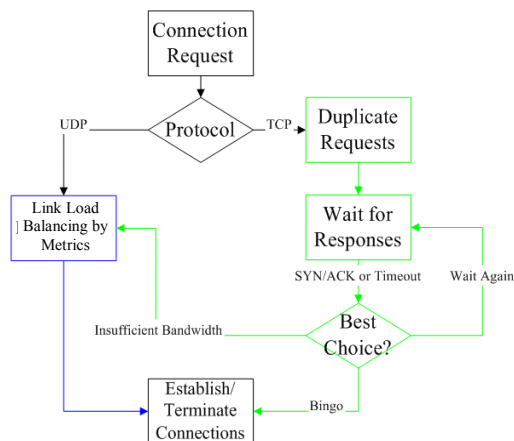 Connection
Request
UDP
Protocol
TCP
Duplicate
Requests
Link Load
] Balancing by
Metrics
Wait for
Responses
SYN/ACK or Timeout
Wait Again
Insufficient Bandwidth
Best
Choice?
Establish/
Terminate
Connections
Bingo